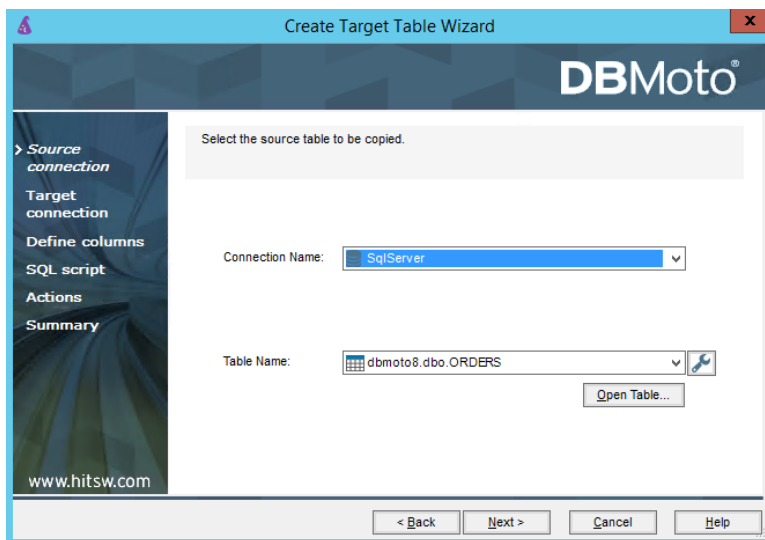 Create Target Table Wizard
x
DBMoto®
> Source
connection
Target
connection
Define columns
SQL script
Actions
Summary
www.hitsw.com
Select the source table to be copied.
Connection Name: SqlServer
Table Name: dbmoto8.dbo.ORDERS
Open Table...
< Back Next > Cancel Help